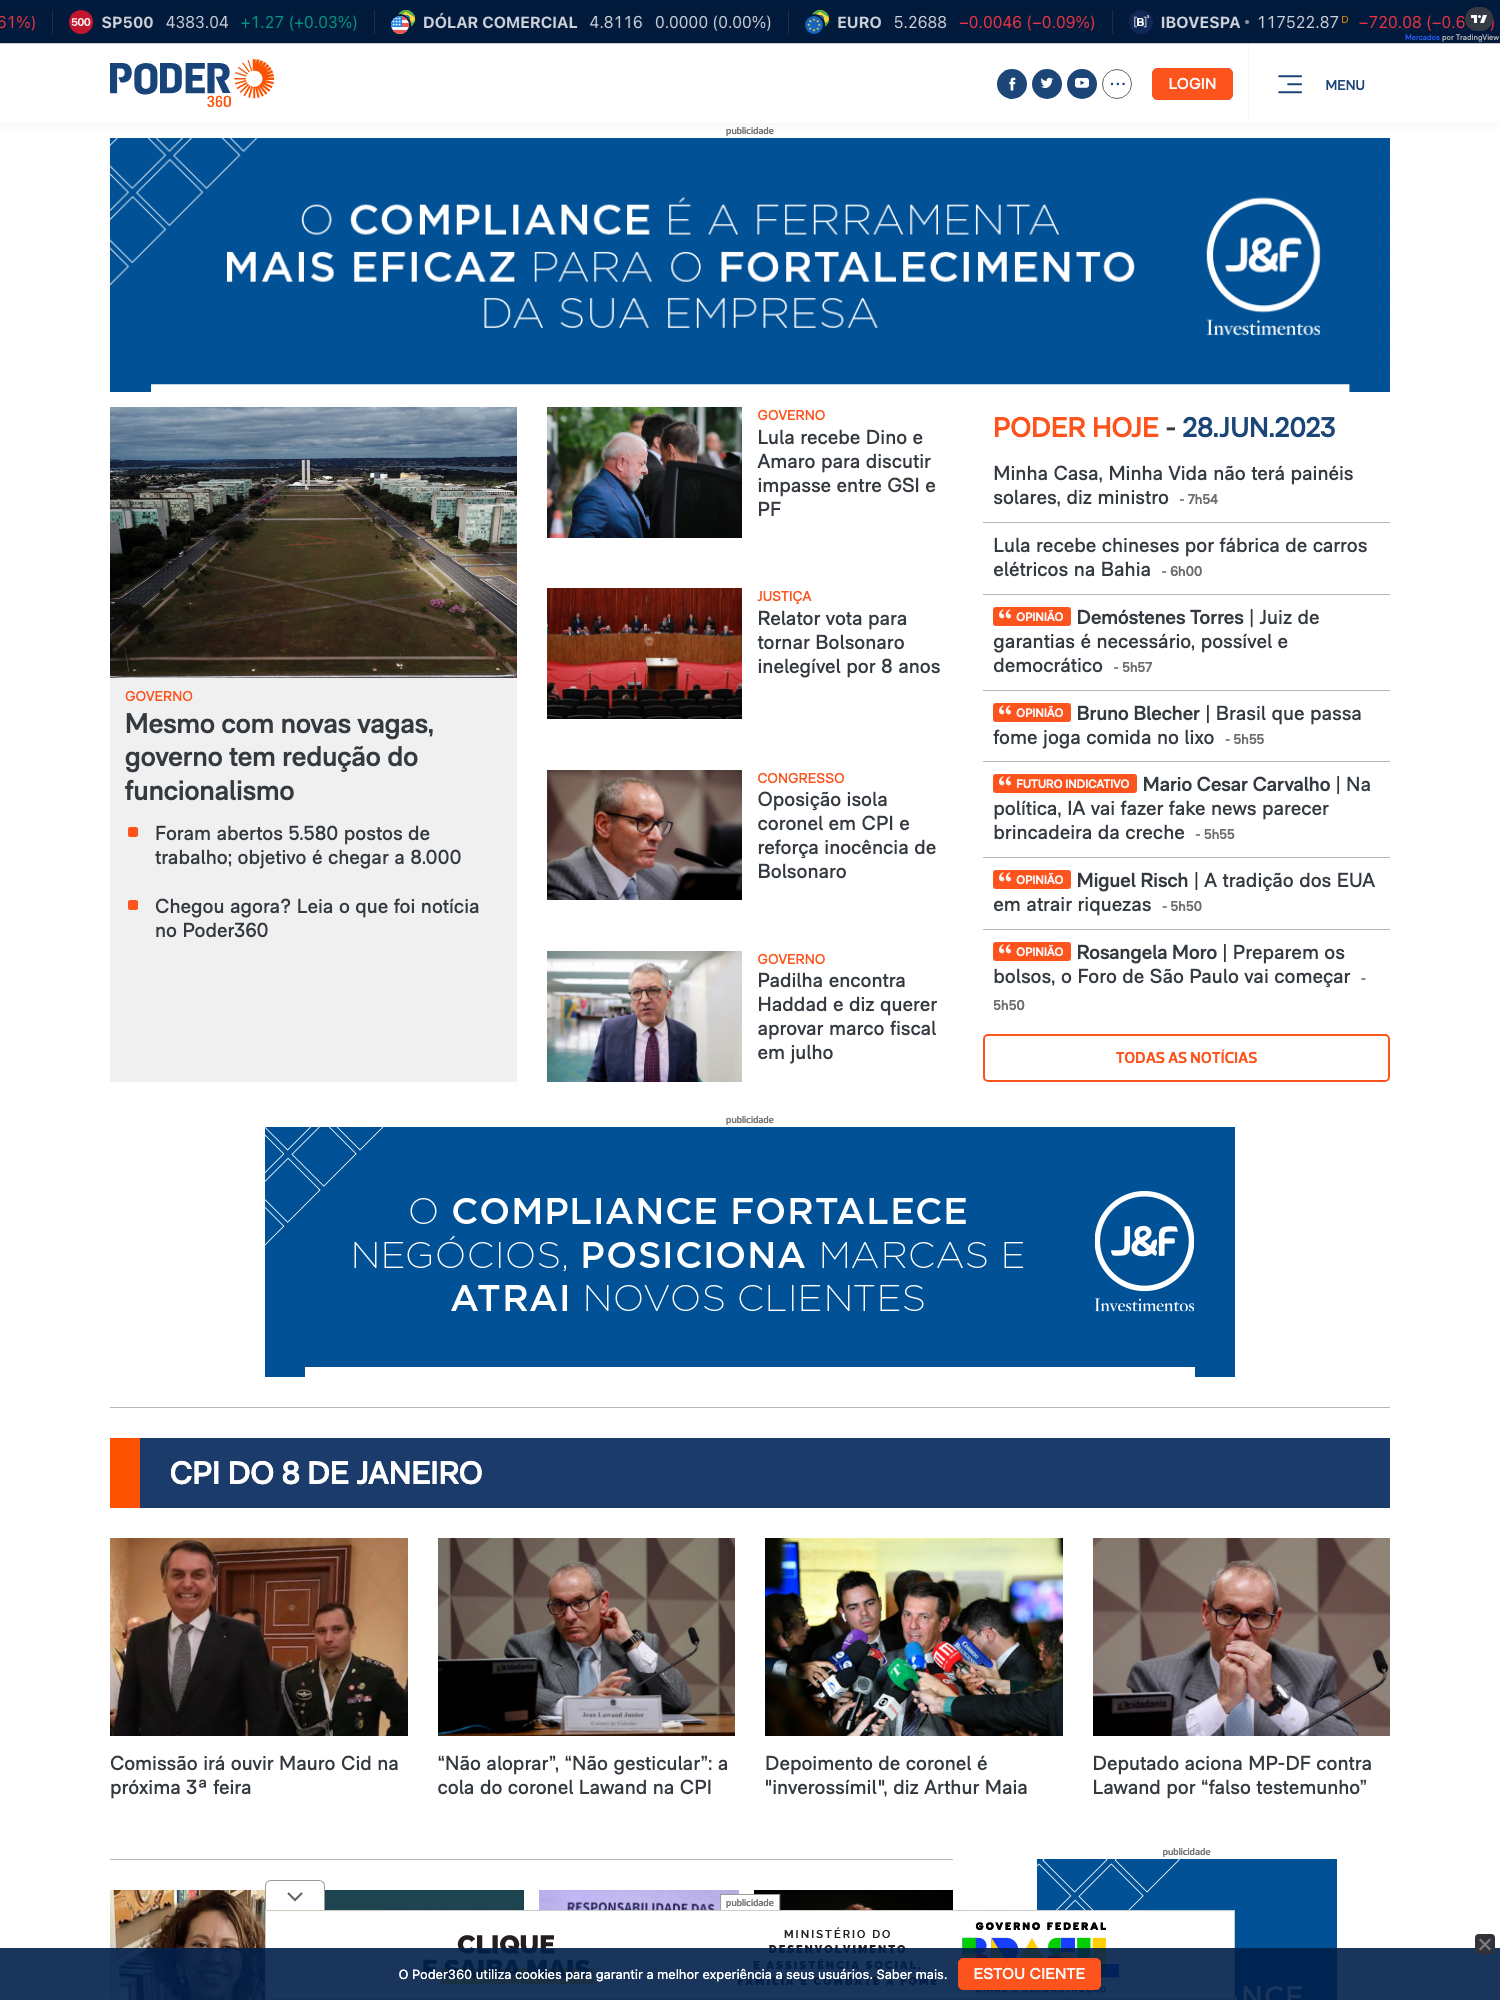 61%)
500 SP500 4383.04 +1.27 (+0.03%)
DÓLAR COMERCIAL 4.8116 0.0000 (0.00%)
EURO 5.2688 −0.0046 (−0.09%)
IBOVESPA 117522.87 D −720.08 (−0.6
Mercados por TradingView
PODER
360
LOGIN
MENU
publicidade
O COMPLIANCE É A FERRAMENTA
MAIS EFICAZ PARA O FORTALECIMENTO
DA SUA EMPRESA
J&F
Investimentos
GOVERNO
Mesmo com novas vagas,
governo tem redução do
funcionalismo
Foram abertos 5.580 postos de
trabalho; objetivo é chegar a 8.000
Chegou agora? Leia o que foi notícia
no Poder360
GOVERNO
Lula recebe Dino e
Amaro para discutir
impasse entre GSI e
PF
JUSTIÇA
Relator vota para
tornar Bolsonaro
inelegível por 8 anos
CONGRESSO
Oposição isola
coronel em CPI e
reforça inocência de
Bolsonaro
GOVERNO
Padilha encontra
Haddad e diz querer
aprovar marco fiscal
em julho
PODER HOJE - 28.JUN.2023
Minha Casa, Minha Vida não terá painéis
solares, diz ministro - 7h54
Lula recebe chineses por fábrica de carros
elétricos na Bahia - 6h00
“ OPINIÃO Demóstenes Torres | Juiz de
garantias é necessário, possível e
democrático - 5h57
“ OPINIÃO Bruno Blecher | Brasil que passa
fome joga comida no lixo - 5h55
“ FUTURO INDICATIVO Mario Cesar Carvalho | Na
política, IA vai fazer fake news parecer
brincadeira da creche - 5h55
“ OPINIÃO Miguel Risch | A tradição dos EUA
em atrair riquezas - 5h50
“ OPINIÃO Rosangela Moro | Preparem os
bolsos, o Foro de São Paulo vai começar -
5h50
TODAS AS NOTÍCIAS
publicidade
O COMPLIANCE FORTALECE
NEGÓCIOS, POSICIONA MARCAS E
ATRAI NOVOS CLIENTES
J&F
Investimentos
CPI DO 8 DE JANEIRO
Jean Lawand Junior
cidadania
Comissão irá ouvir Mauro Cid na
próxima 3ª feira
“Não aloprar”, “Não gesticular”: a
cola do coronel Lawand na CPI
Depoimento de coronel é
"inverossímil", diz Arthur Maia
Deputado aciona MP-DF contra
Lawand por “falso testemunho”
publicidade
RESPONSABILIDADE DAS
publicidade
CLIQUE
E SAIBA MAIS
MINISTÉRIO DO
DESENVOLVIMENTO
E ASSISTÊNCIA SOCIAL,
FAMÍLIA E COMBATE À FOME
GOVERNO FEDERAL
BRASIL
O Poder360 utiliza cookies para garantir a melhor experiência a seus usuários. Saber mais.
ESTOU CIENTE